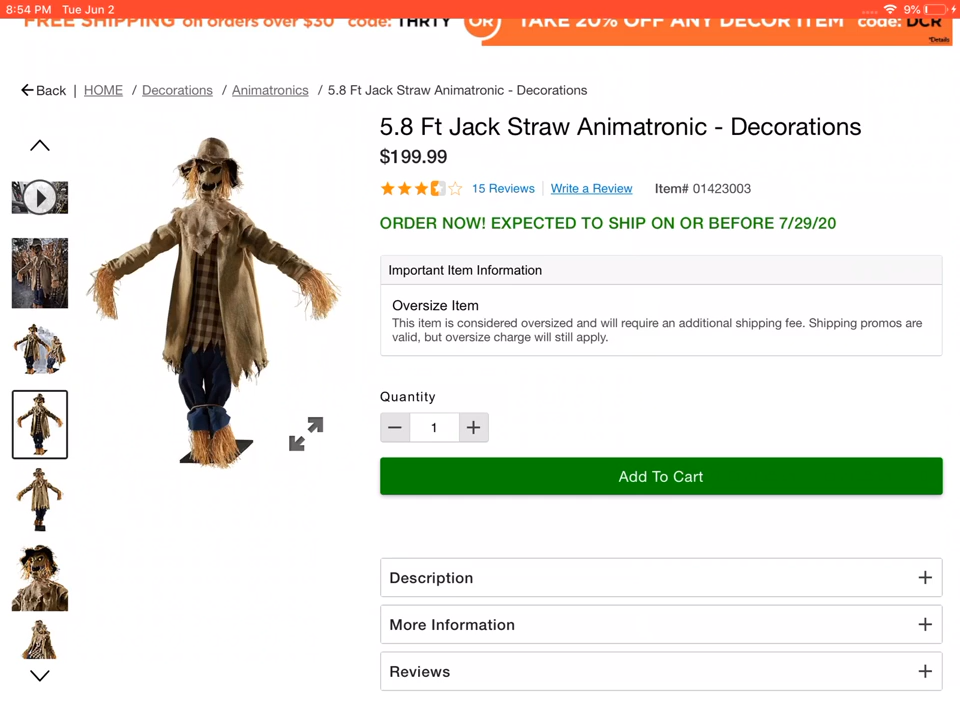 8:54 PM Tue Jun 2
9%
FREE SHIPPING on orders over $30 code: THRTY OR TAKE 20% OFF ANY DECOR ITEM code: DCR
*Details
Back | HOME / Decorations / Animatronics / 5.8 Ft Jack Straw Animatronic - Decorations
5.8 Ft Jack Straw Animatronic - Decorations
$199.99
15 Reviews Write a Review Item# 01423003
ORDER NOW! EXPECTED TO SHIP ON OR BEFORE 7/29/20
Important Item Information
Oversize Item
This item is considered oversized and will require an additional shipping fee. Shipping promos are
valid, but oversize charge will still apply.
Quantity
1
Add To Cart
Description
More Information
Reviews